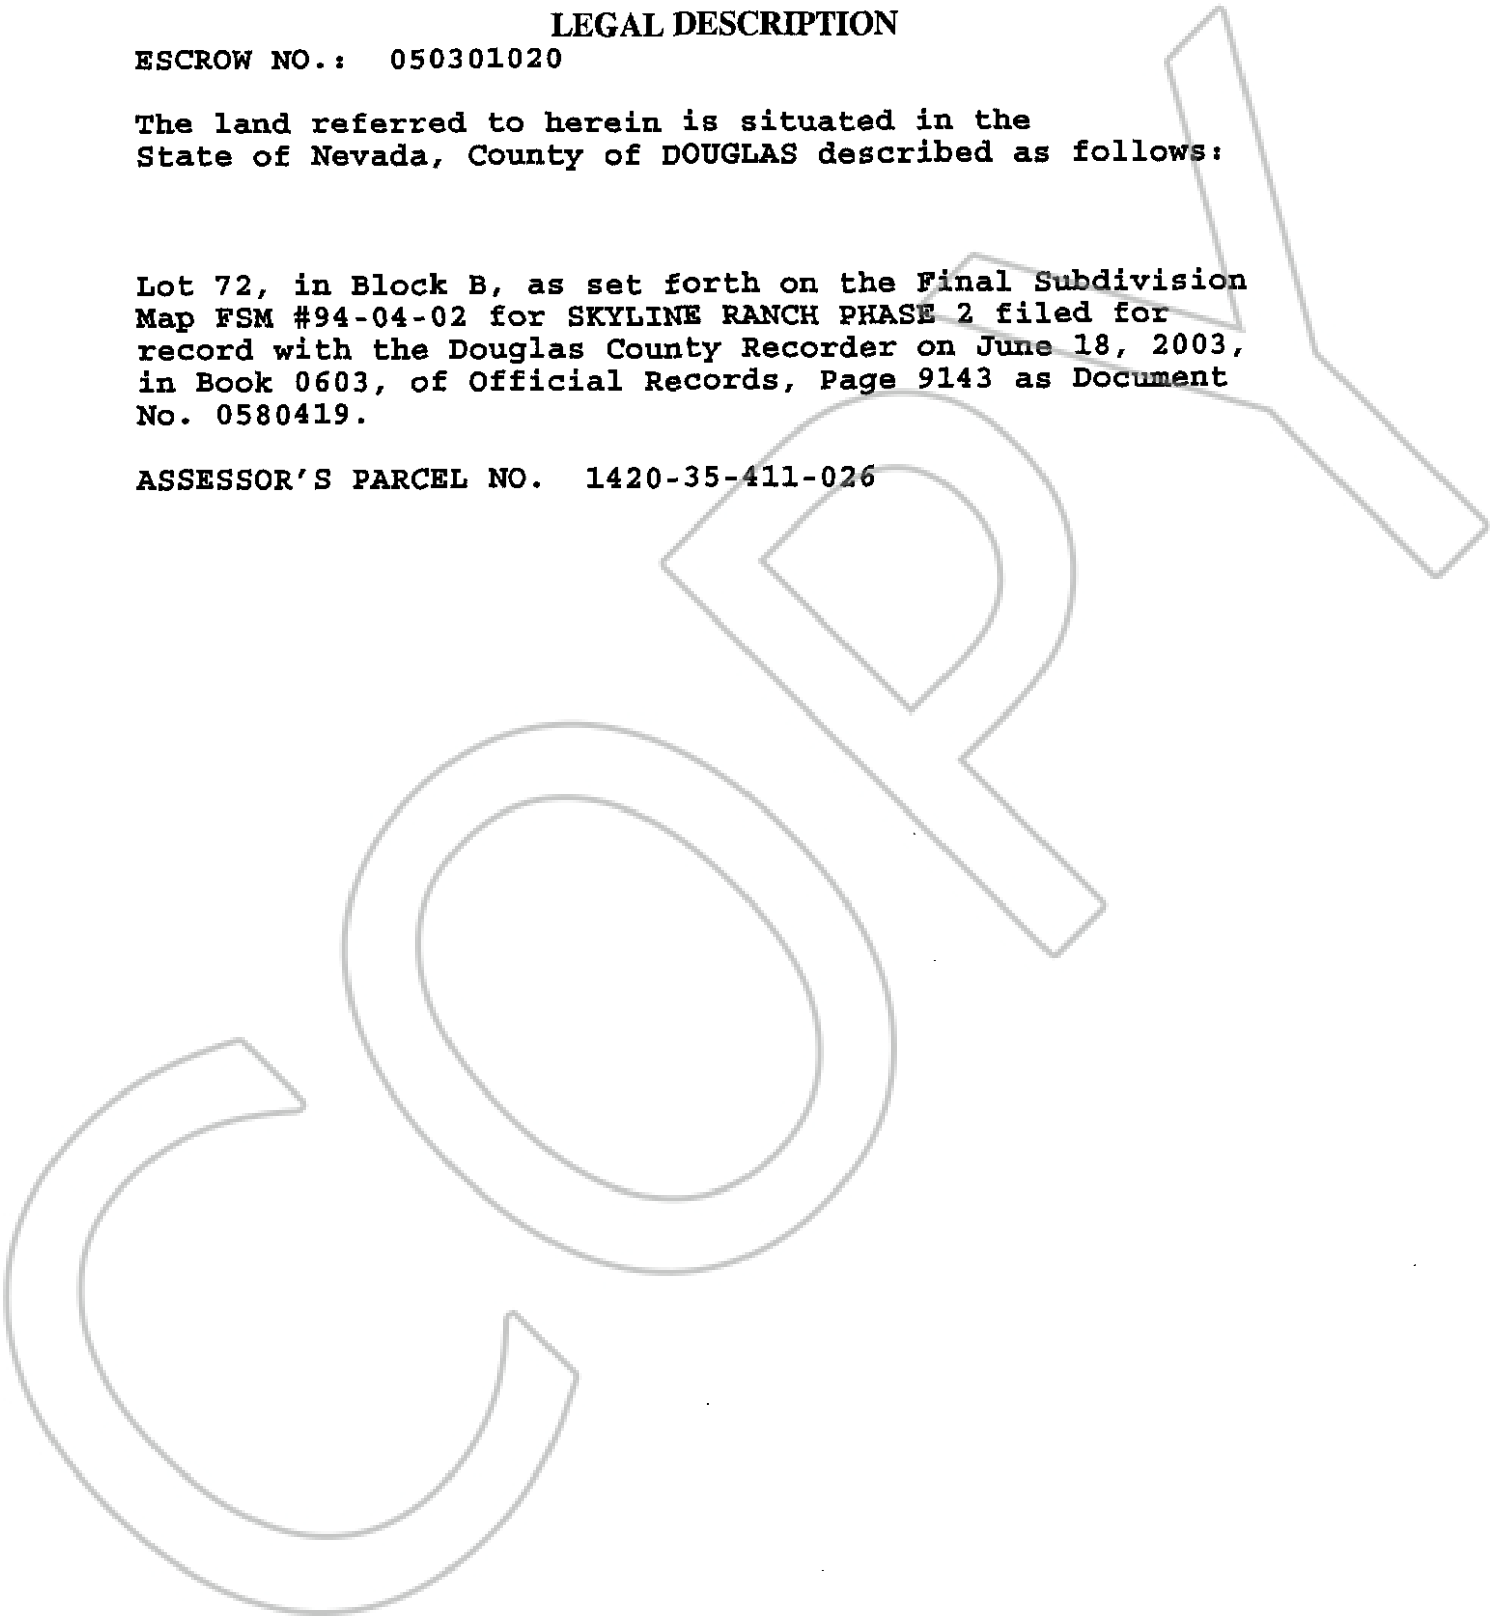 LEGAL DESCRIPTION
ESCROW NO.: 050301020
The land referred to herein is situated in the
State of Nevada, County of DOUGLAS described as follows:
Lot 72, in Block B, as set forth on the Final Subdivision
Map FSM #94-04-02 for SKYLINE RANCH PHASE 2 filed for
record with the Douglas County Recorder on June 18, 2003,
in Book 0603, of Official Records, Page 9143 as Document
No. 0580419.
ASSESSOR'S PARCEL NO. 1420-35-411-026
COPY